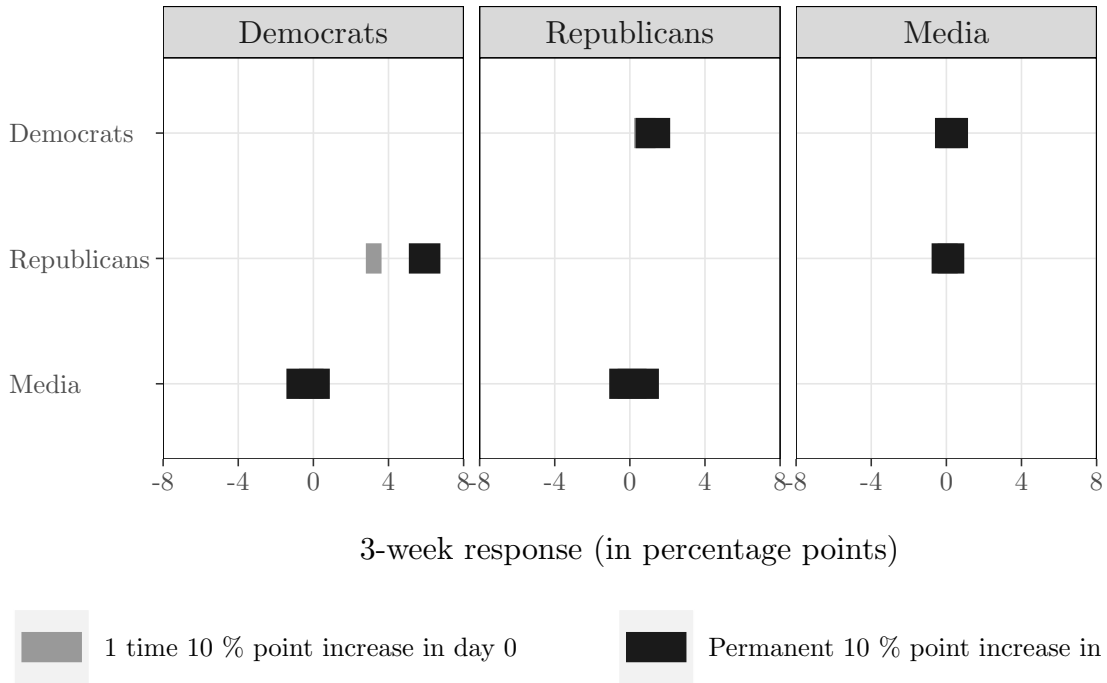 Democrats Republicans Media
Democrats
Republicans
Media
-8 -4 0 4 8 -8 -4 0 4 8 -8 -4 0 4 8
3-week response (in percentage points)
1 time 10 % point increase in day 0 Permanent 10 % point increase in